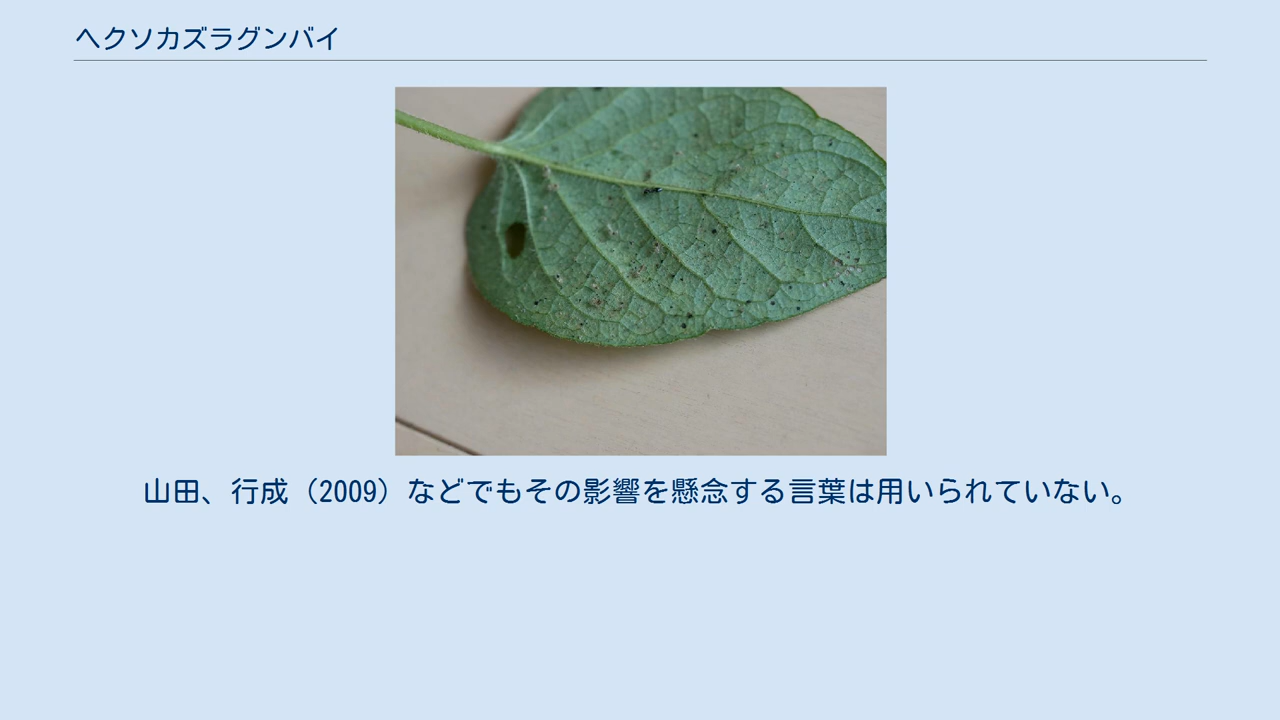 ヘクソカズラグンバイ
山田、行成（2009）などでもその影響を懸念する言葉は用いられていない。